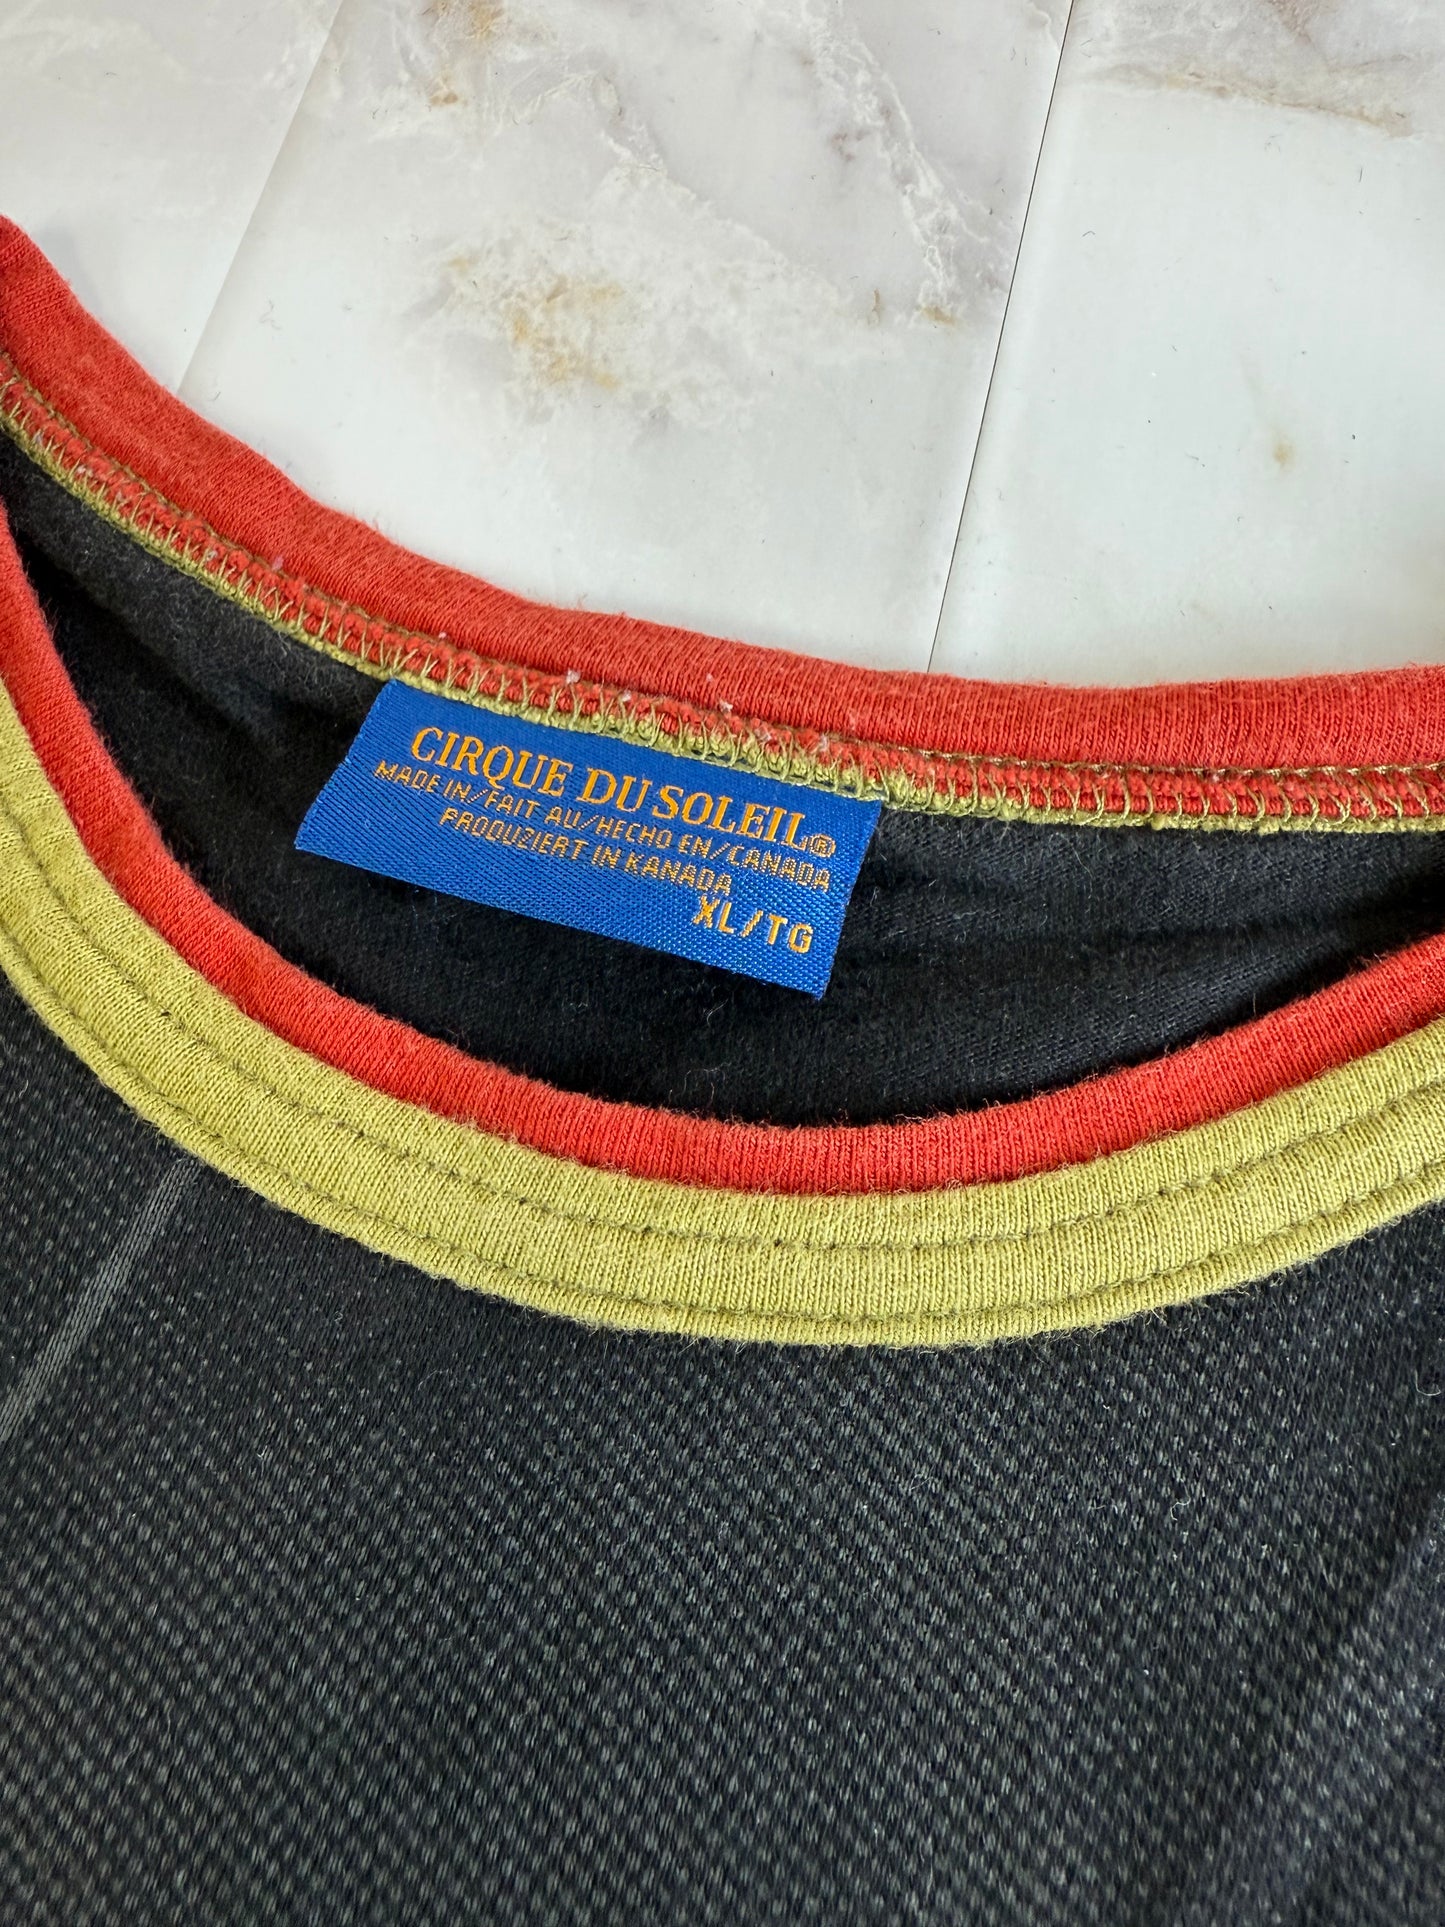 CIRQUE DU SOLEIL®
MADE IN/FAIT AU/HECHO EN/CANADA
PRODUZIERT IN KANADA
XL/TG